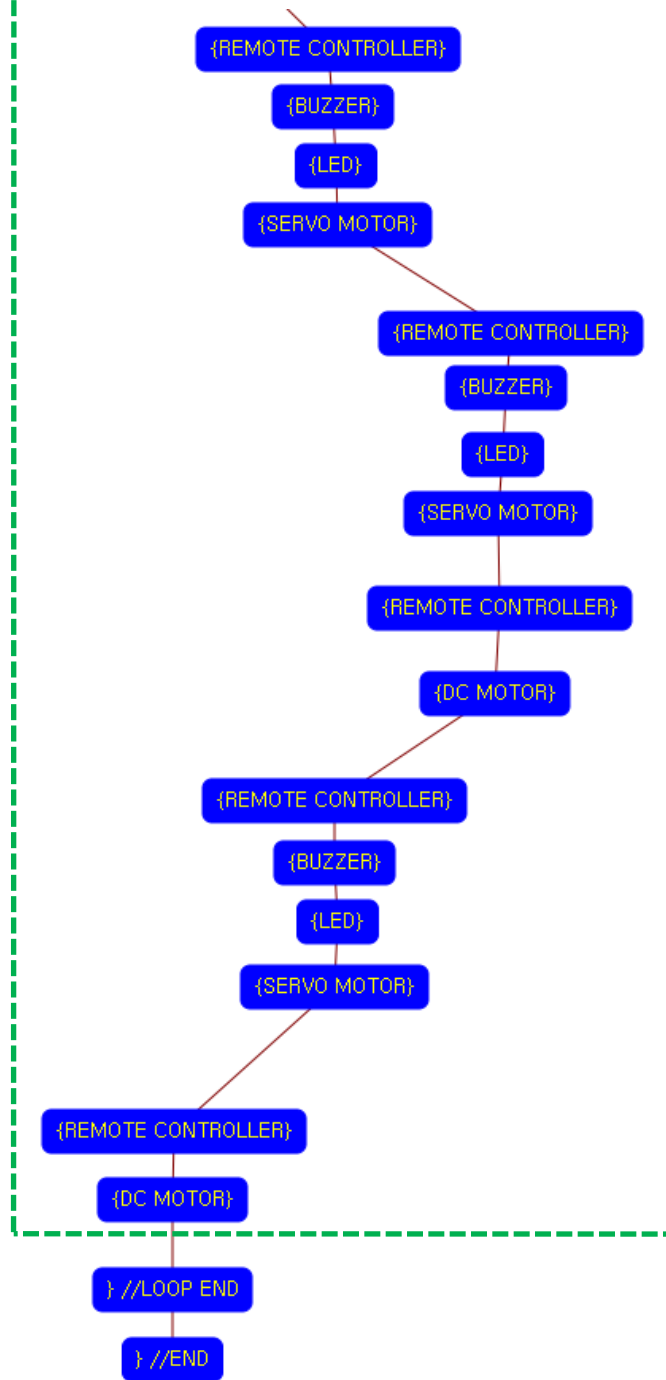 {REMOTE CONTROLLER}
{BUZZER}
{LED}
{SERVO MOTOR}
{REMOTE CONTROLLER}
{BUZZER}
{LED}
{SERVO MOTOR}
{REMOTE CONTROLLER}
{DC MOTOR}
{REMOTE CONTROLLER}
{BUZZER}
{LED}
{SERVO MOTOR}
{REMOTE CONTROLLER}
{DC MOTOR}
} //LOOP END
} //END